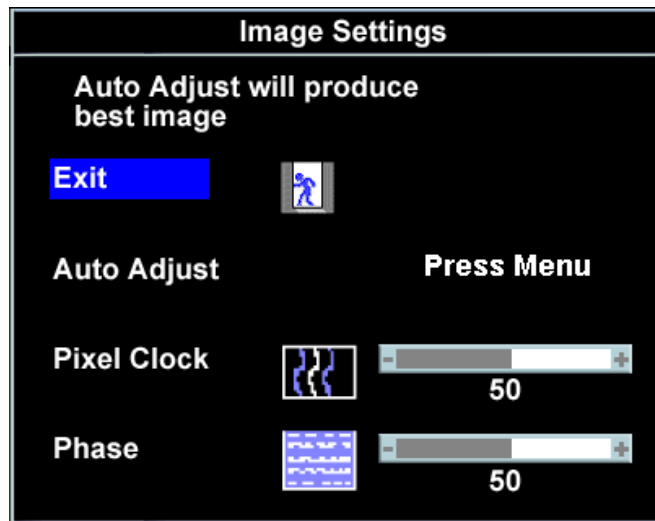 Image Settings
Auto Adjust will produce
best image
Exit
Auto Adjust Press Menu
Pixel Clock
- +
50
Phase
- +
50